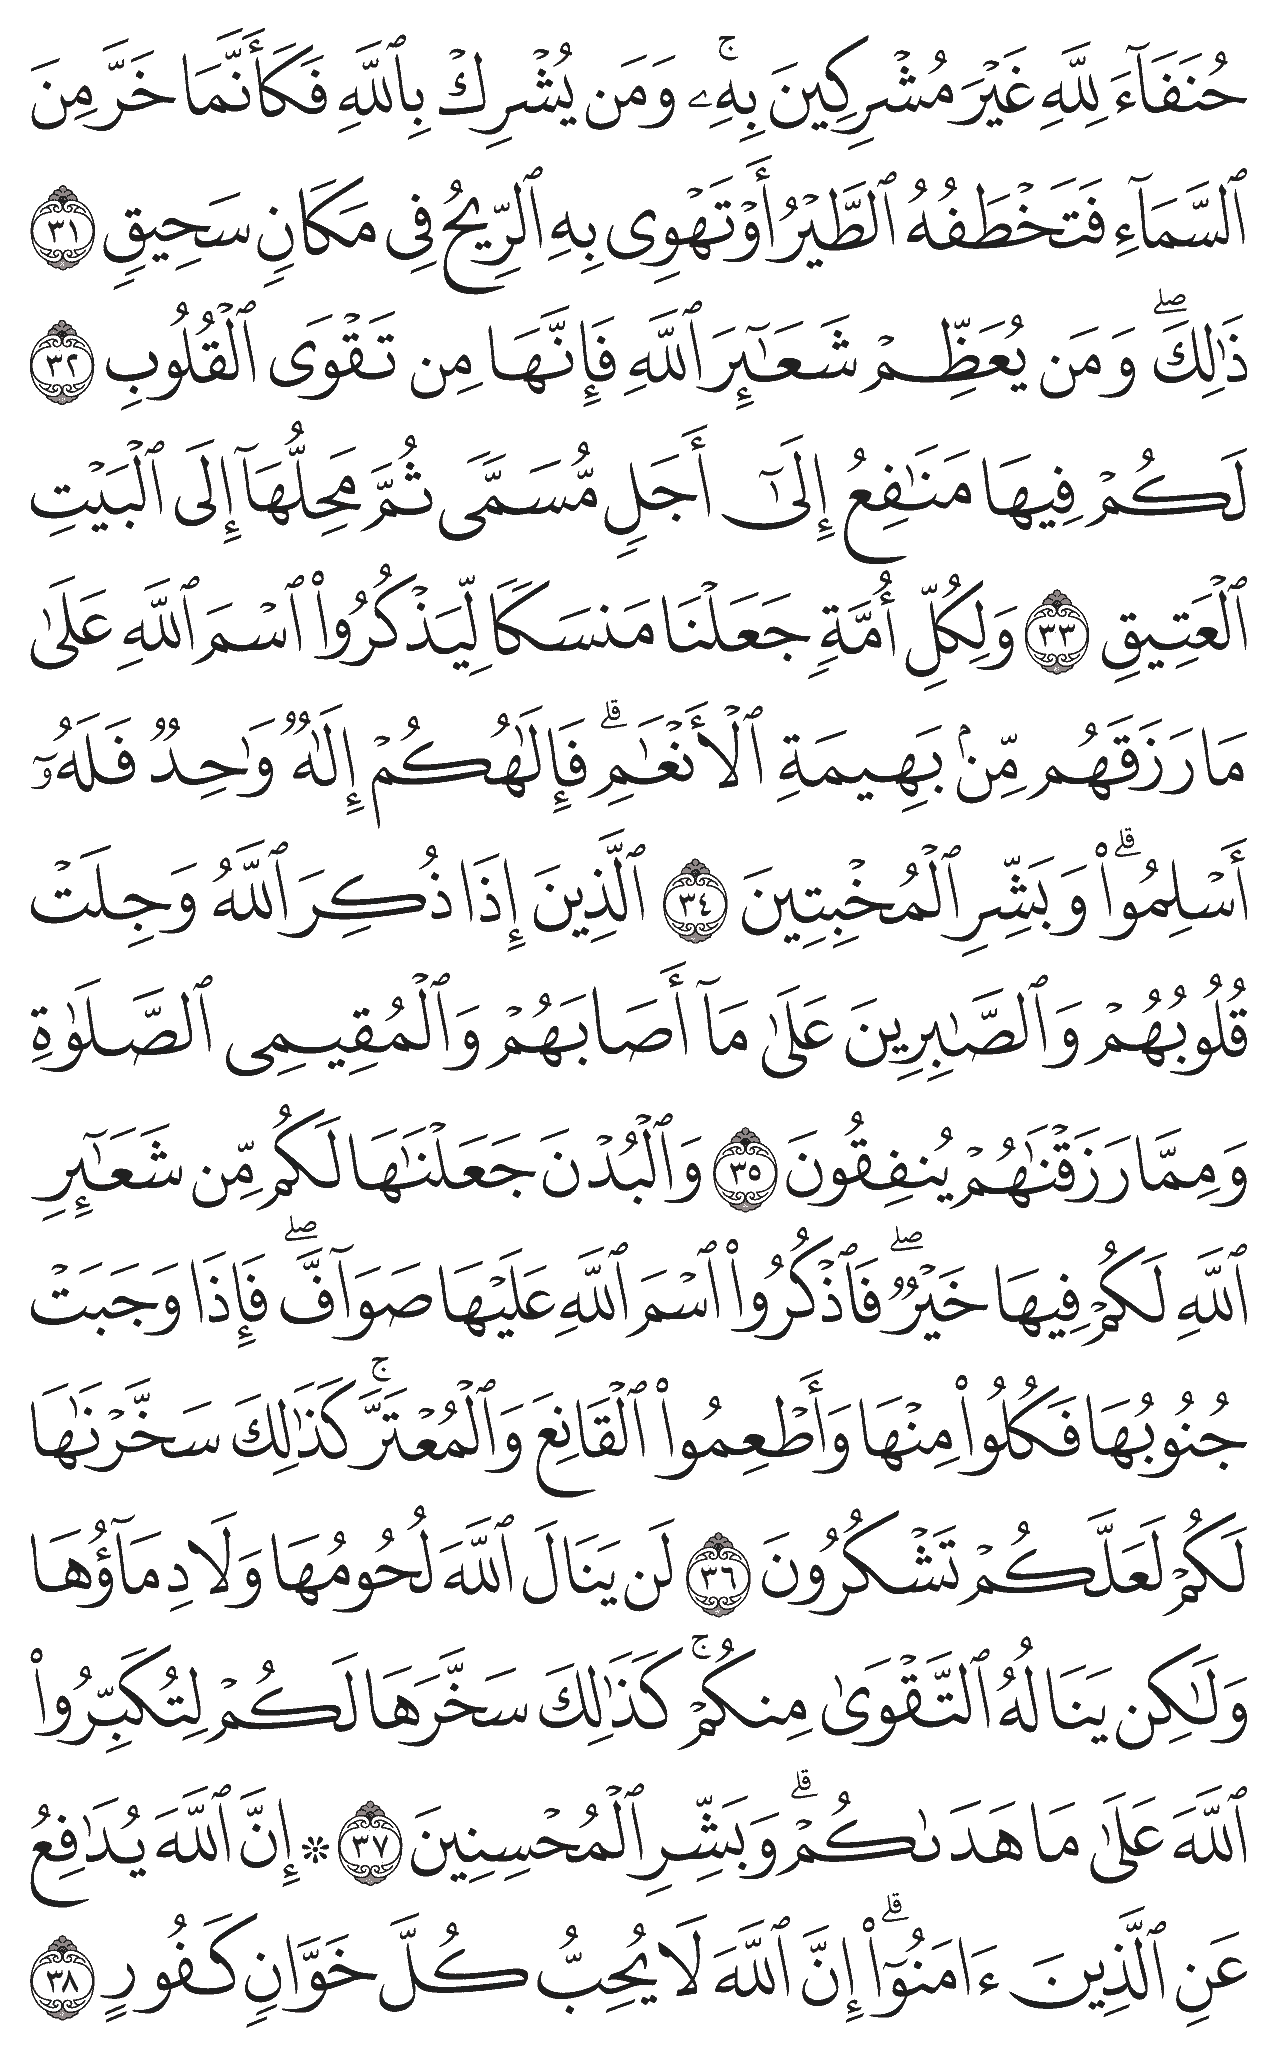 حُنَفَآءَ لِلَّهِ غَيْرَ مُشْرِكِينَ بِهِۦۚ وَمَن يُشْرِكْ بِٱللَّهِ فَكَأَنَّمَا خَرَّ مِنَ
ٱلسَّمَآءِ فَتَخْطَفُهُ ٱلطَّيْرُ أَوْ تَهْوِى بِهِ ٱلرِّيحُ فِى مَكَانٍ سَحِيقٍ ٣١
ذَٰلِكَۖ وَمَن يُعَظِّمْ شَعَـٰٓئِرَ ٱللَّهِ فَإِنَّهَا مِن تَقْوَى ٱلْقُلُوبِ ٣٢
لَكُمْ فِيهَا مَنَـٰفِعُ إِلَىٰٓ أَجَلٍ مُّسَمًّى ثُمَّ مَحِلُّهَآ إِلَى ٱلْبَيْتِ
ٱلْعَتِيقِ ٣٣ وَلِكُلِّ أُمَّةٍ جَعَلْنَا مَنسَكًا لِّيَذْكُرُوا۟ ٱسْمَ ٱللَّهِ عَلَىٰ
مَا رَزَقَهُم مِّنۢ بَهِيمَةِ ٱلْأَنْعَـٰمِۗ فَإِلَـٰهُكُمْ إِلَـٰهٌ وَٰحِدٌ فَلَهُۥٓ
أَسْلِمُوا۟ۗ وَبَشِّرِ ٱلْمُخْبِتِينَ ٣٤ ٱلَّذِينَ إِذَا ذُكِرَ ٱللَّهُ وَجِلَتْ
قُلُوبُهُمْ وَٱلصَّـٰبِرِينَ عَلَىٰ مَآ أَصَابَهُمْ وَٱلْمُقِيمِى ٱلصَّلَوٰةِ
وَمِمَّا رَزَقْنَـٰهُمْ يُنفِقُونَ ٣٥ وَٱلْبُدْنَ جَعَلْنَـٰهَا لَكُم مِّن شَعَـٰٓئِرِ
ٱللَّهِ لَكُمْ فِيهَا خَيْرٌۖ فَٱذْكُرُوا۟ ٱسْمَ ٱللَّهِ عَلَيْهَا صَوَآفَّۖ فَإِذَا وَجَبَتْ
جُنُوبُهَا فَكُلُوا۟ مِنْهَا وَأَطْعِمُوا۟ ٱلْقَانِعَ وَٱلْمُعْتَرَّۚ كَذَٰلِكَ سَخَّرْنَـٰهَا
لَكُمْ لَعَلَّكُمْ تَشْكُرُونَ ٣٦ لَن يَنَالَ ٱللَّهَ لُحُومُهَا وَلَا دِمَآؤُهَا
وَلَـٰكِن يَنَالُهُ ٱلتَّقْوَىٰ مِنكُمْۚ كَذَٰلِكَ سَخَّرَهَا لَكُمْ لِتُكَبِّرُوا۟
ٱللَّهَ عَلَىٰ مَا هَدَىٰكُمْۗ وَبَشِّرِ ٱلْمُحْسِنِينَ ٣٧ ۞ إِنَّ ٱللَّهَ يُدَٰفِعُ
عَنِ ٱلَّذِينَ ءَامَنُوٓا۟ۗ إِنَّ ٱللَّهَ لَا يُحِبُّ كُلَّ خَوَّانٍ كَفُورٍ ٣٨